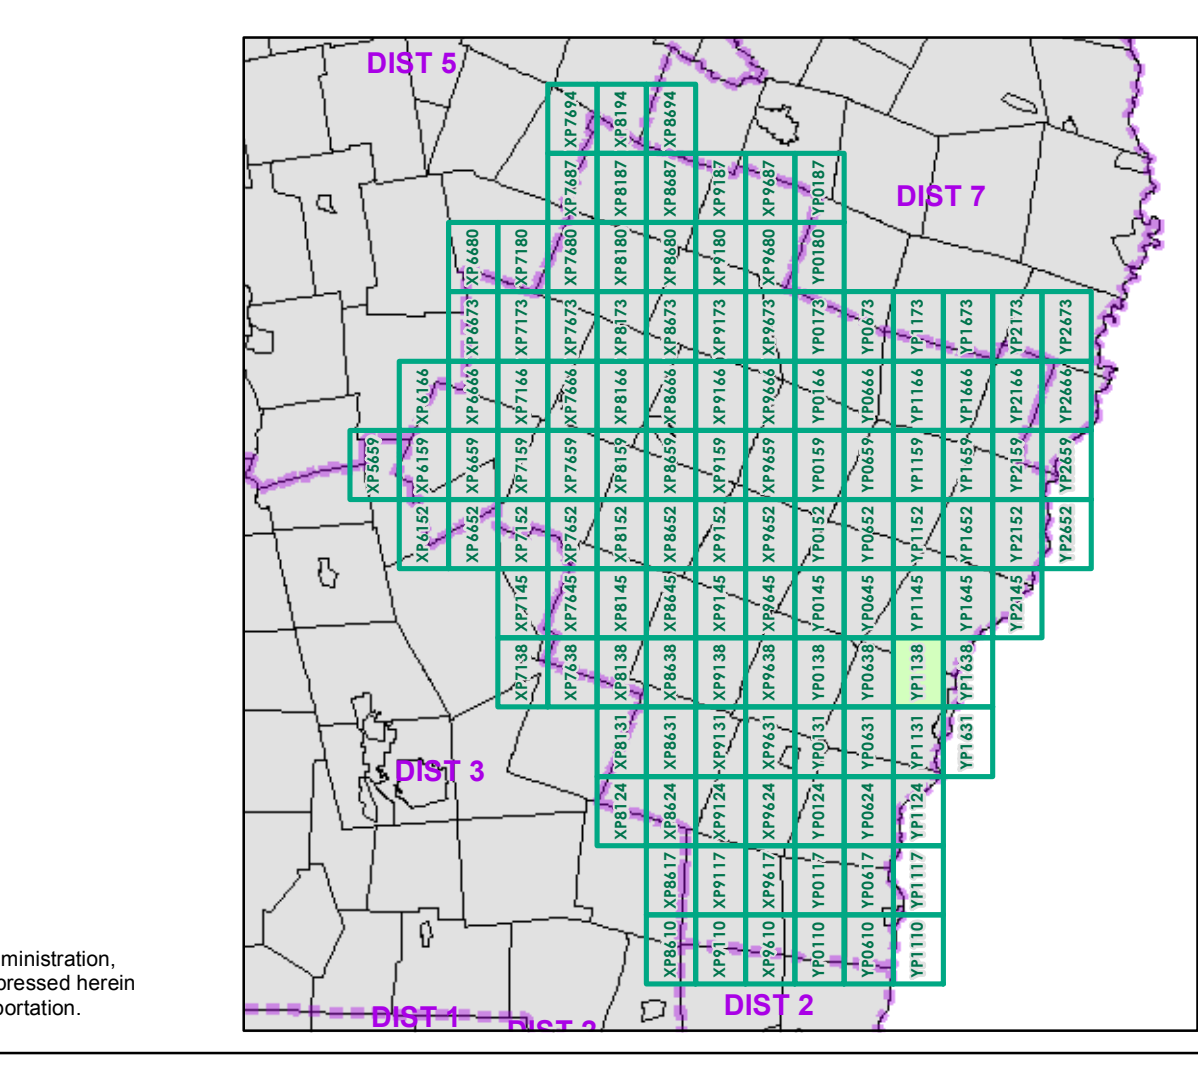 DIST 5
XP7694 XP8194 XP8694
XP7687 XP8187 XP8687 XP9187 XP9687 YP0187
DIST 7
XP6680 XP7180 XP7680 XP8180 XP8680 XP9180 XP9680 YP0180
XP6673 XP7173 XP7673 XP8173 XP8673 XP9173 XP9673 YP0173 YP0673 YP1173 YP1673 YP2173 YP2673
XP6166 XP6666 XP7166 XP7666 XP8166 XP8666 XP9166 XP9666 YP0166 YP0666 YP1166 YP1666 YP2166 YP2666
XP5659 XP6159 XP6659 XP7159 XP7659 XP8159 XP8659 XP9159 XP9659 YP0159 YP0659 YP1159 YP1659 YP2159 YP2659
XP6152 XP6652 XP7152 XP7652 XP8152 XP8652 XP9152 XP9652 YP0152 YP0652 YP1152 YP1652 YP2152 YP2652
XP7145 XP7645 XP8145 XP8645 XP9145 XP9645 YP0145 YP0645 YP1145 YP1645 YP2145
XP7138 XP7638 XP8138 XP8638 XP9138 XP9638 YP0138 YP0638 YP1138 YP1638
XP8131 XP8631 XP9131 XP9631 YP0131 YP0631 YP1131 YP1631
DIST 3
XP8124 XP8624 XP9124 XP9624 YP0124 YP0624 YP1124
XP8617 XP9117 XP9617 YP0117 YP0617 YP1117
XP8610 XP9110 XP9610 YP0110 YP0610 YP1110
ministration,
pressed herein
portation.
DIST 2
DIST 1
DIST 2